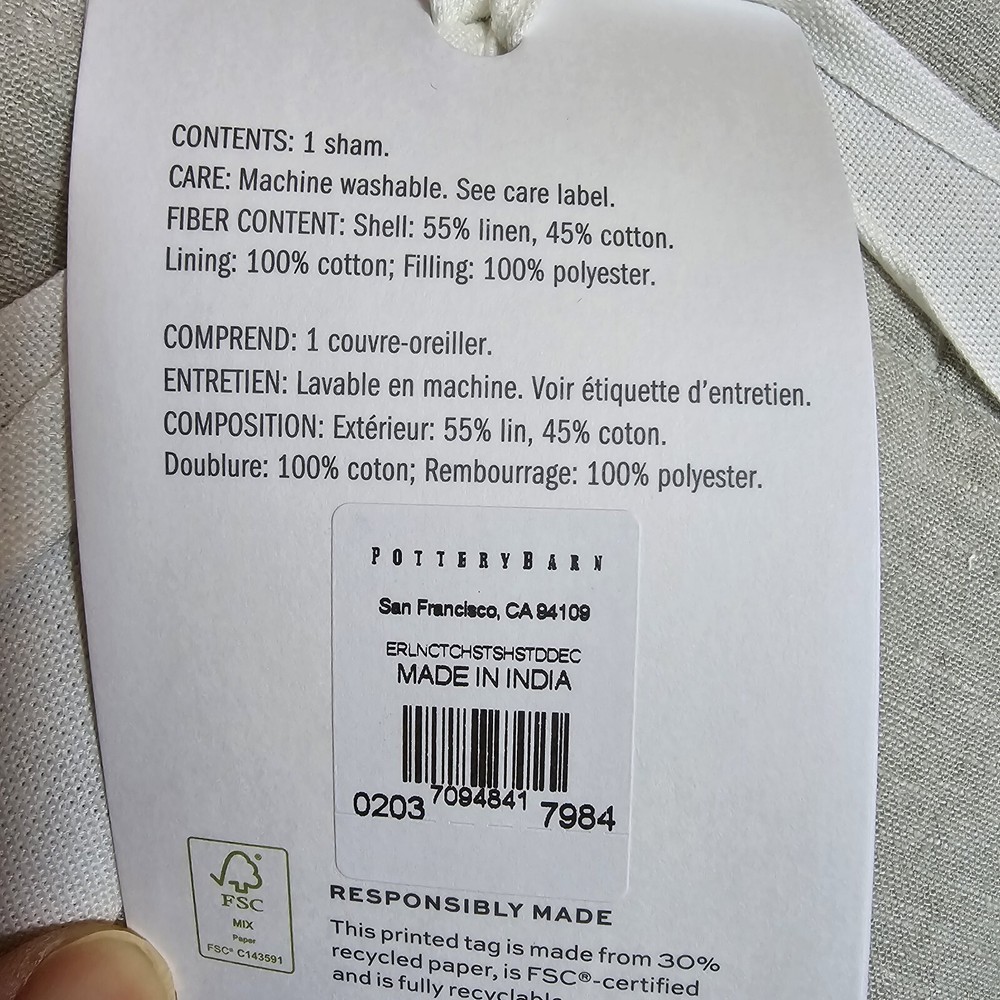 CONTENTS: 1 sham.
CARE: Machine washable. See care label.
FIBER CONTENT: Shell: 55% linen, 45% cotton.
Lining: 100% cotton; Filling: 100% polyester.
COMPREND: 1 couvre-oreiller.
ENTRETIEN: Lavable en machine. Voir étiquette d'entretien.
COMPOSITION: Extérieur: 55% lin, 45% coton.
Doublure: 100% coton; Rembourrage: 100% polyester.
POTTERYBARN
San Francisco, CA 94109
ERLNCTCHSTSHSTDDEC
MADE IN INDIA
0203 7094841 7984
FSC
MIX
Paper
FSC® C143591
RESPONSIBLY MADE
This printed tag is made from 30%
recycled paper, is FSC®-certified
and is fully recyclable